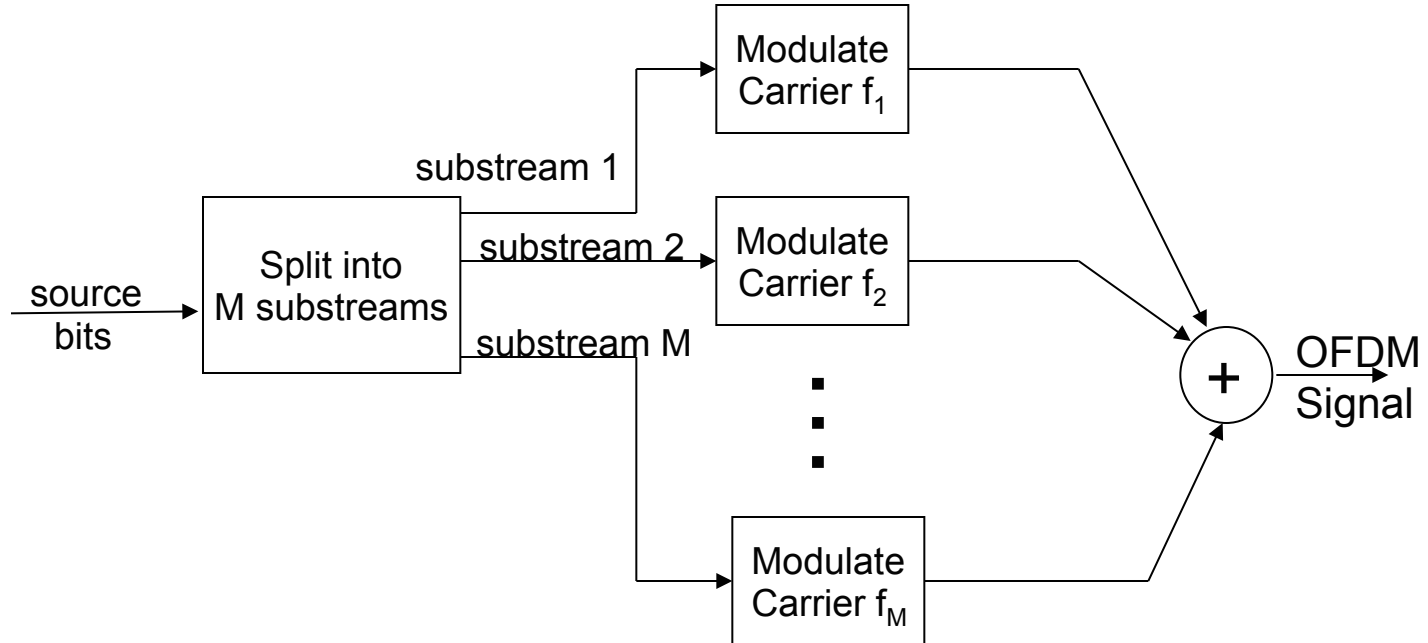 Modulate
Carrier f₁
substream 1
source
bits
Split into
M substreams
substream 2
Modulate
Carrier f₂
substream M
+
OFDM
Signal
Modulate
Carrier f_M